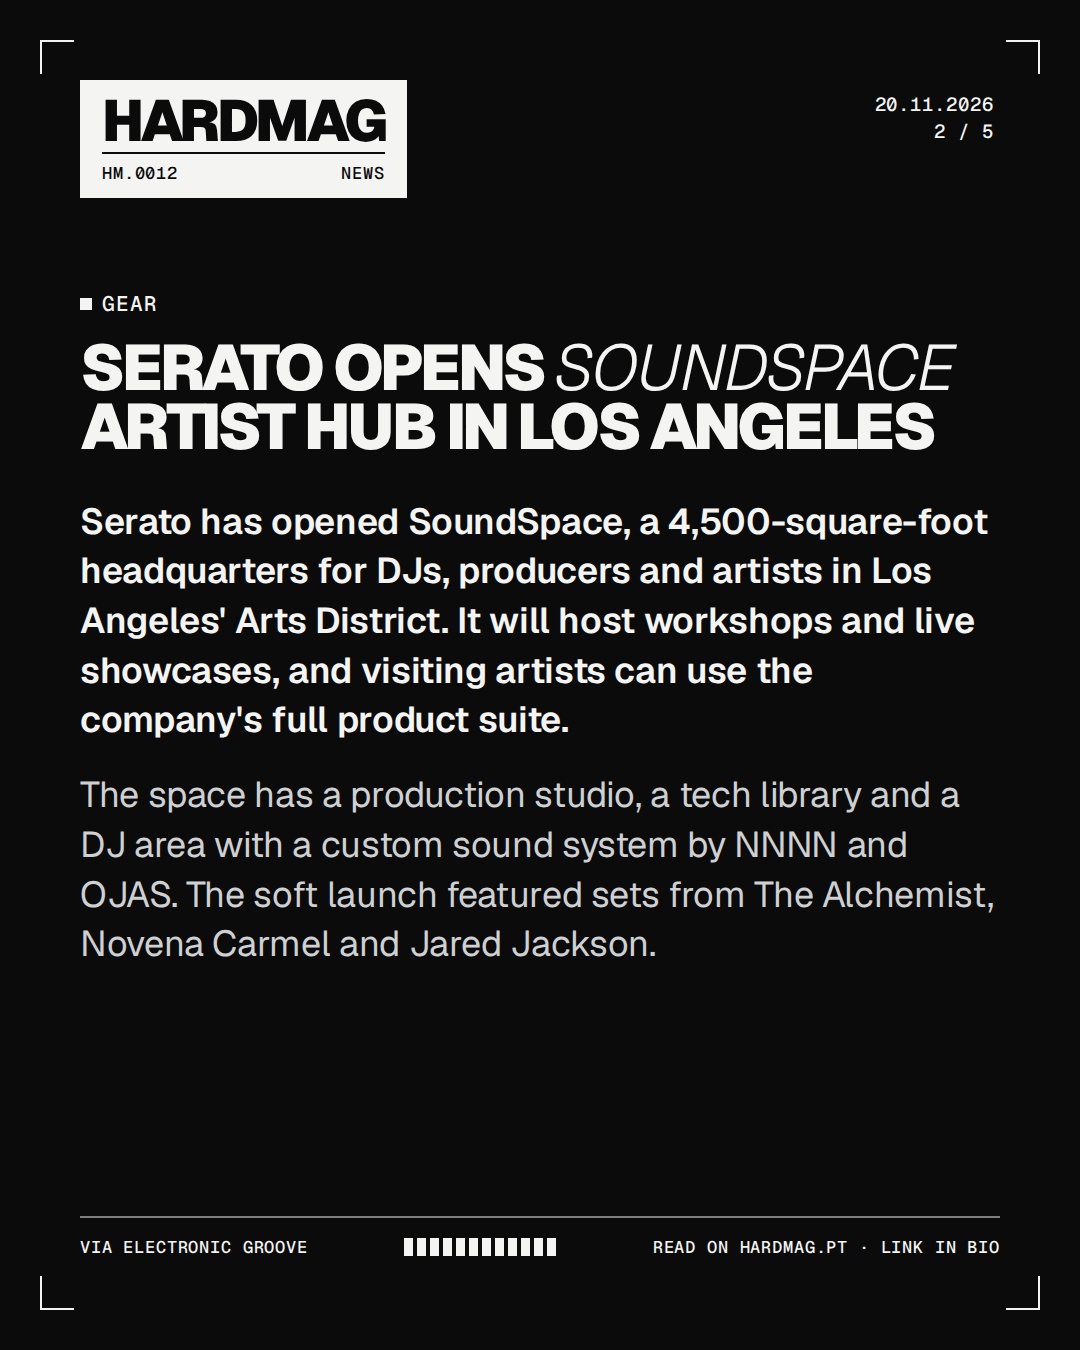 HARDMAG
HM.0012 NEWS
20.11.2026
2 / 5
GEAR
SERATO OPENS SOUNDSPACE
ARTIST HUB IN LOS ANGELES
Serato has opened SoundSpace, a 4,500-square-foot
headquarters for DJs, producers and artists in Los
Angeles' Arts District. It will host workshops and live
showcases, and visiting artists can use the
company's full product suite.
The space has a production studio, a tech library and a
DJ area with a custom sound system by NNNN and
OJAS. The soft launch featured sets from The Alchemist,
Novena Carmel and Jared Jackson.
VIA ELECTRONIC GROOVE
READ ON HARDMAG.PT · LINK IN BIO